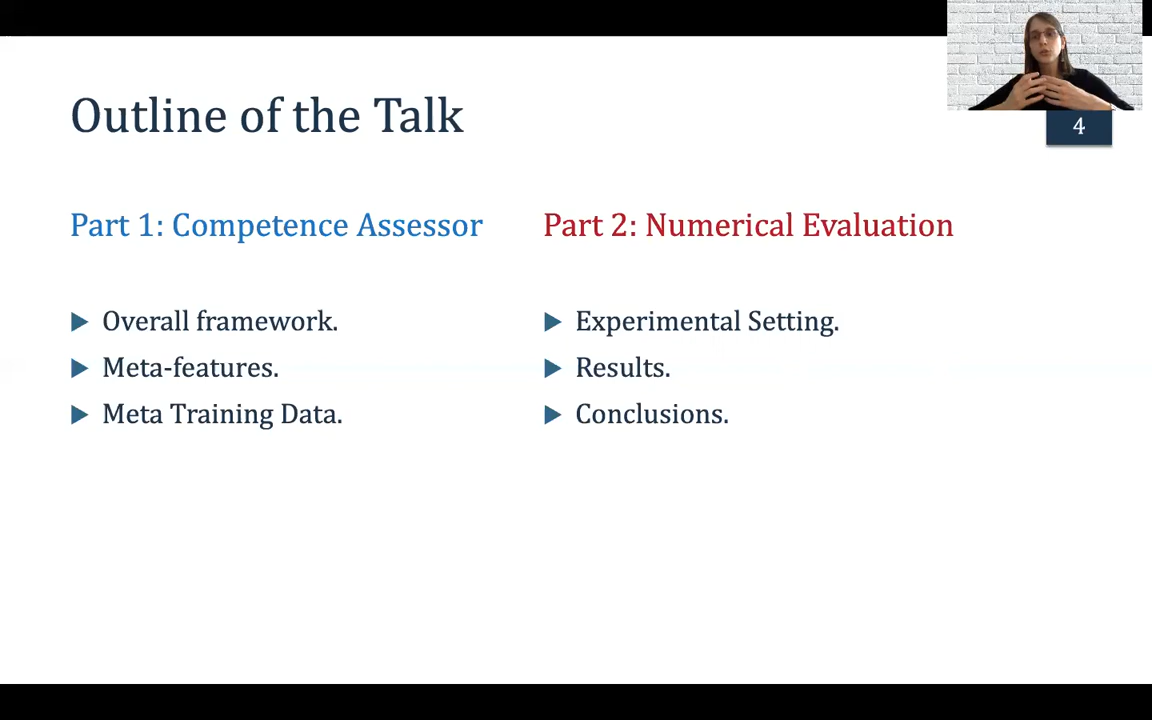 Outline of the Talk
4
Part 1: Competence Assessor
Overall framework.
Meta-features.
Meta Training Data.
Part 2: Numerical Evaluation
Experimental Setting.
Results.
Conclusions.